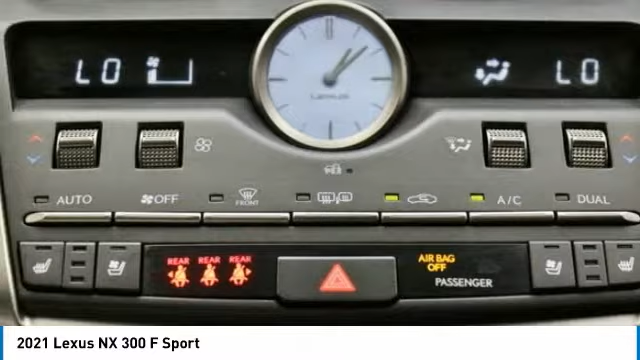 LO LO
LEXUS
AUTO OFF FRONT A/C DUAL
REAR REAR REAR
AIR BAG
OFF
PASSENGER
2021 Lexus NX 300 F Sport